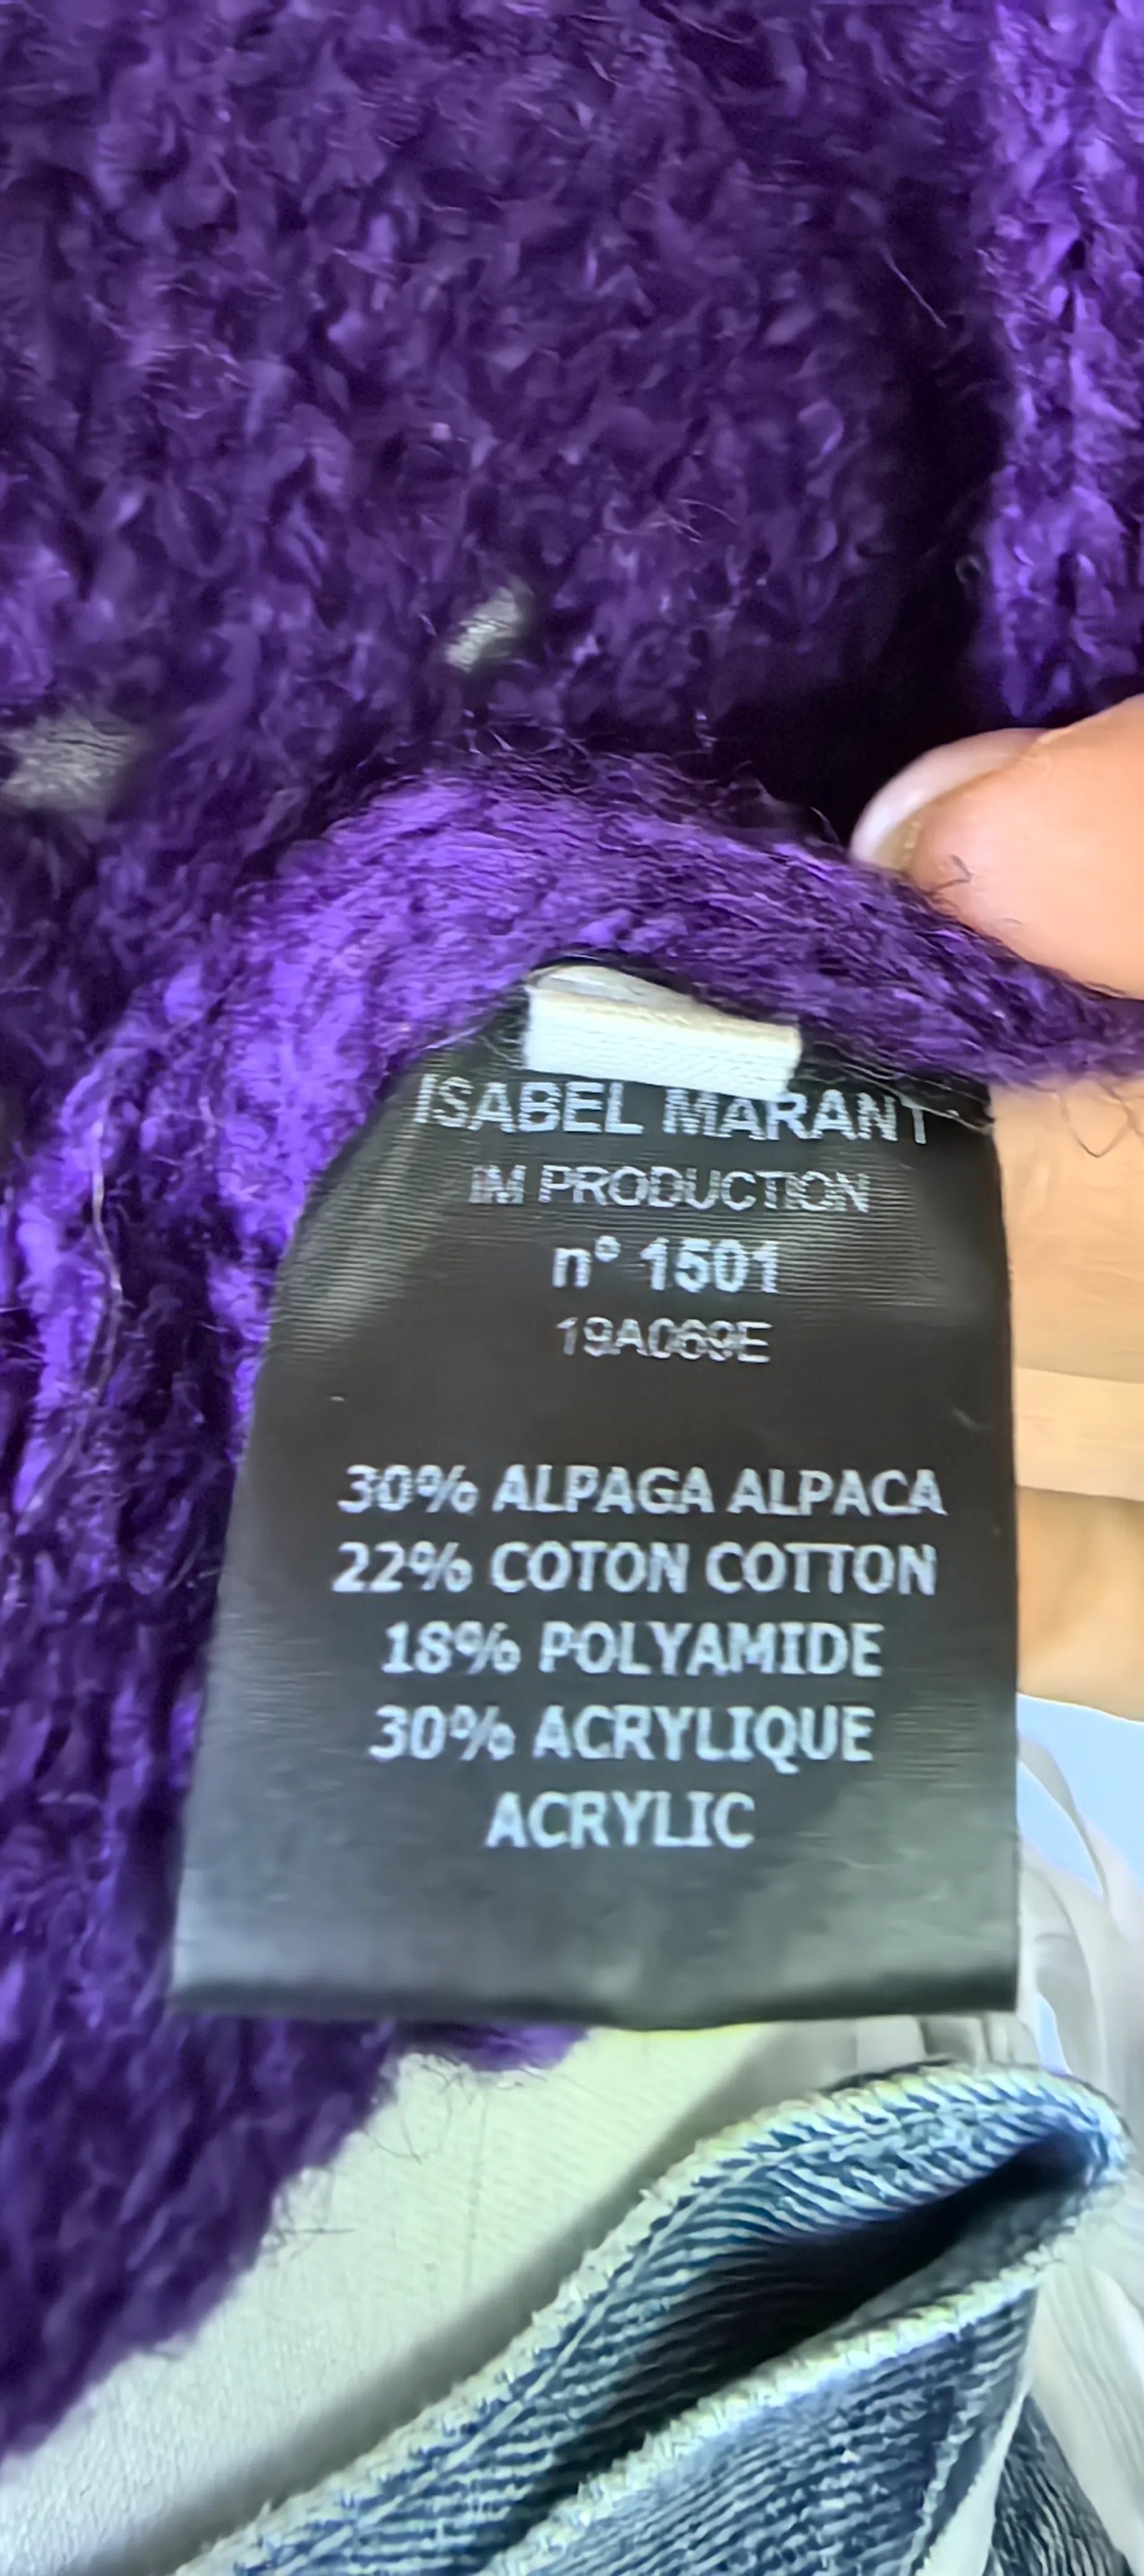 ISABEL MARANT
IM PRODUCTION
n° 1501
19A069E
30% ALPAGA ALPACA
22% COTON COTTON
18% POLYAMIDE
30% ACRYLIQUE
ACRYLIC